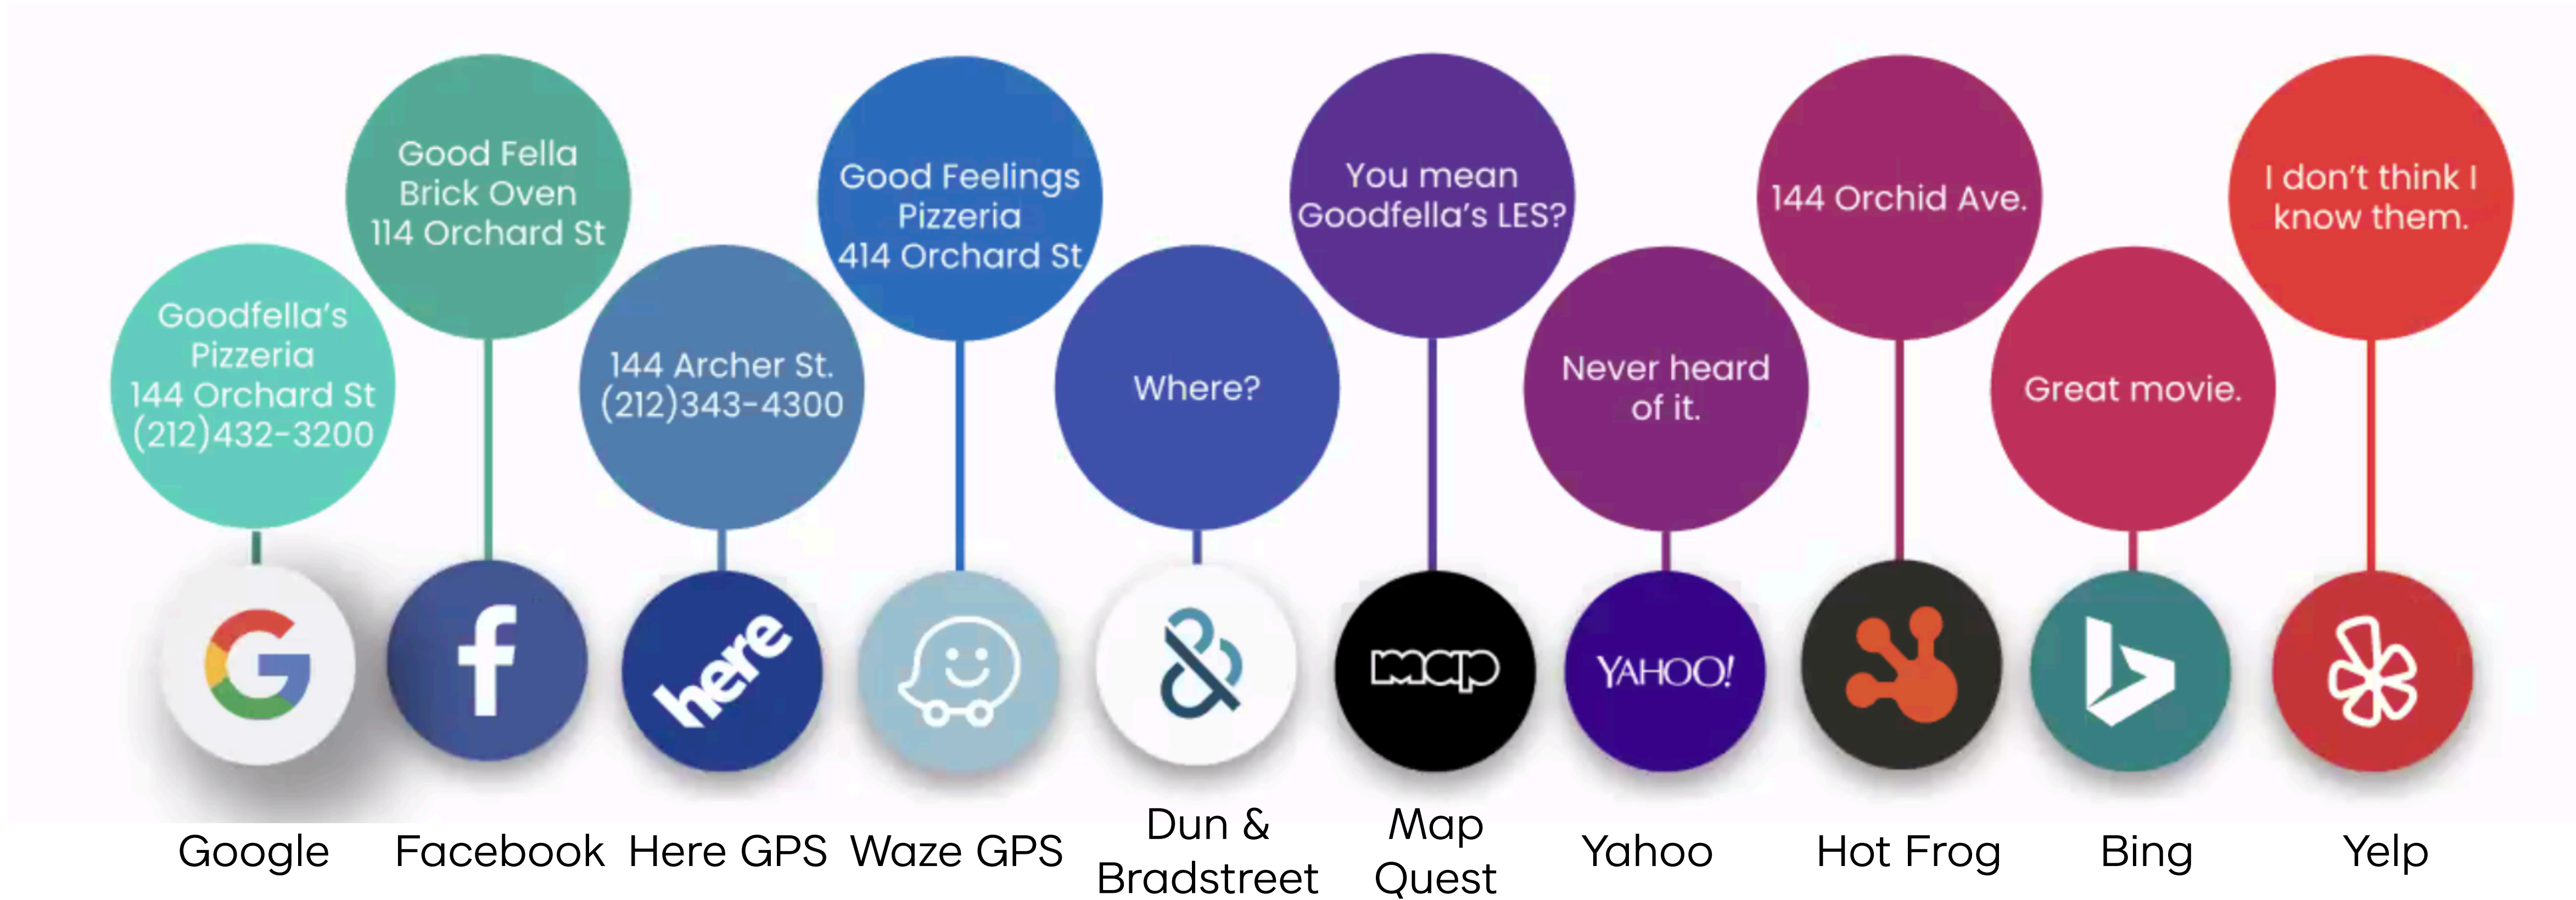 Goodfella's
Pizzeria
144 Orchard St
(212)432-3200
Good Fella
Brick Oven
114 Orchard St
144 Archer St.
(212)343-4300
Good Feelings
Pizzeria
414 Orchard St
Where?
You mean
Goodfella's LES?
Never heard
of it.
144 Orchid Ave.
Great movie.
I don't think I
know them.
G
f
here
&
map
YAHOO!
b
Google
Facebook
Here GPS
Waze GPS
Dun &
Bradstreet
Map
Quest
Yahoo
Hot Frog
Bing
Yelp